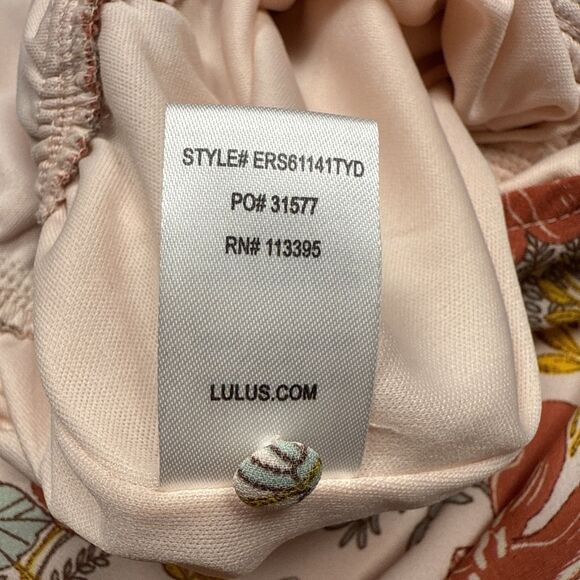 STYLE# ERS61141TYD
PO# 31577
RN# 113395
LULUS.COM